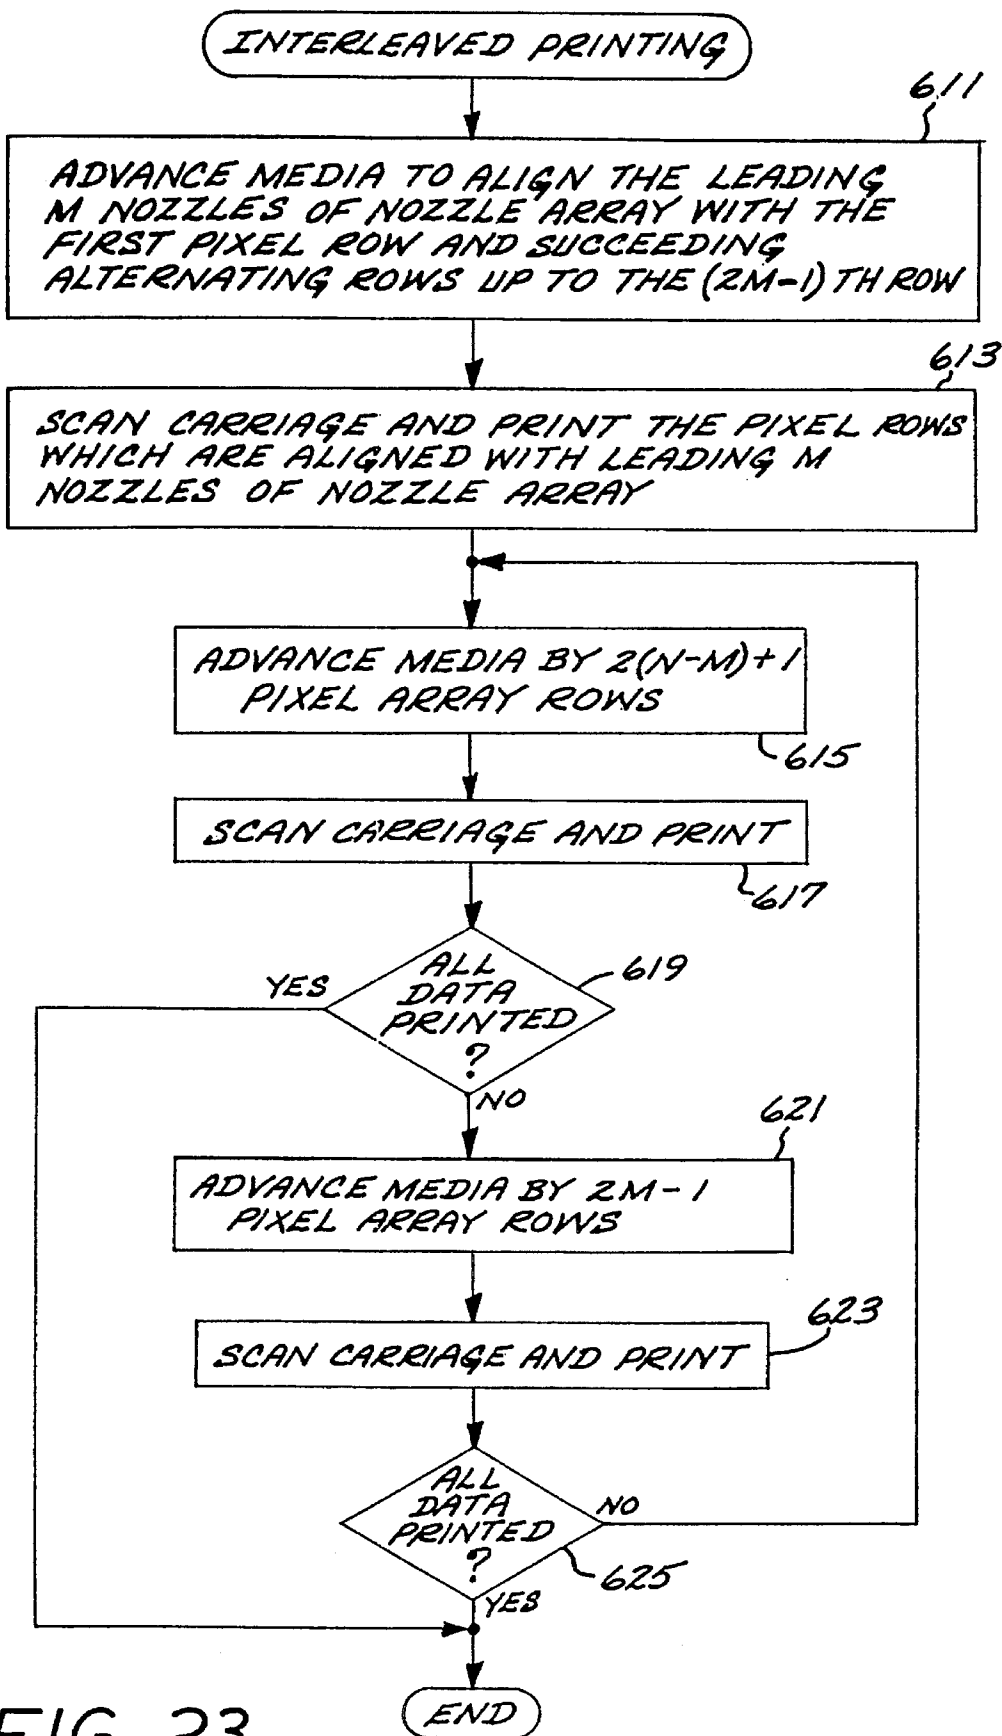 INTERLEAVED PRINTING
611
ADVANCE MEDIA TO ALIGN THE LEADING
M NOZZLES OF NOZZLE ARRAY WITH THE
FIRST PIXEL ROW AND SUCCEEDING
ALTERNATING ROWS UP TO THE (2M-1) TH ROW
613
SCAN CARRIAGE AND PRINT THE PIXEL ROWS
WHICH ARE ALIGNED WITH LEADING M
NOZZLES OF NOZZLE ARRAY
ADVANCE MEDIA BY 2(N-M)+1
PIXEL ARRAY ROWS
615
SCAN CARRIAGE AND PRINT
617
ALL
DATA
PRINTED
?
619
YES
NO
621
ADVANCE MEDIA BY 2M-1
PIXEL ARRAY ROWS
623
SCAN CARRIAGE AND PRINT
ALL
DATA
PRINTED
?
NO
625
YES
END
FIG. 23